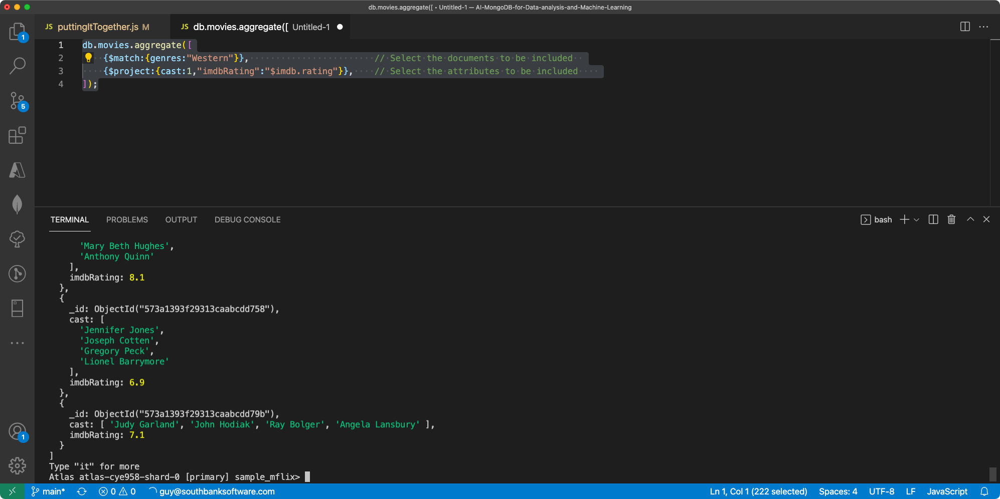 db.movies.aggregate([ • Untitled-1 — AI-MongoDB-for-Data-analysis-and-Machine-Learning
JS puttingItTogether.js M
JS db.movies.aggregate([ Untitled-1
1
5
1
1 db.movies.aggregate([
2 {$match:{genres:"Western"}}, // Select the documents to be included
3 {$project:{cast:1,"imdbRating":"$imdb.rating"}}, // Select the attributes to be included
4 ]);
TERMINAL PROBLEMS OUTPUT DEBUG CONSOLE bash
'Mary Beth Hughes',
'Anthony Quinn'
],
imdbRating: 8.1
},
{
_id: ObjectId("573a1393f29313caabcdd758"),
cast: [
'Jennifer Jones',
'Joseph Cotten',
'Gregory Peck',
'Lionel Barrymore'
],
imdbRating: 6.9
},
{
_id: ObjectId("573a1393f29313caabcdd79b"),
cast: [ 'Judy Garland', 'John Hodiak', 'Ray Bolger', 'Angela Lansbury' ],
imdbRating: 7.1
}
]
Type "it" for more
Atlas atlas-cye958-shard-0 [primary] sample_mflix>
main* 0 0 guy@southbanksoftware.com Ln 1, Col 1 (222 selected) Spaces: 4 UTF-8 LF JavaScript